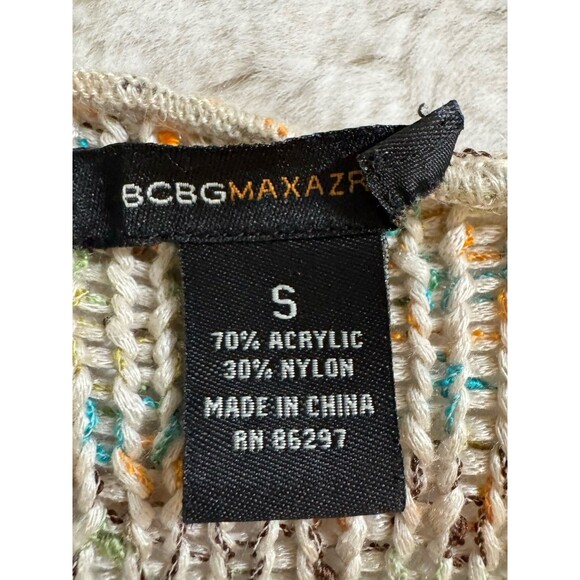 BCBGMAXAZR
S
70% ACRYLIC
30% NYLON
MADE IN CHINA
RN 86297